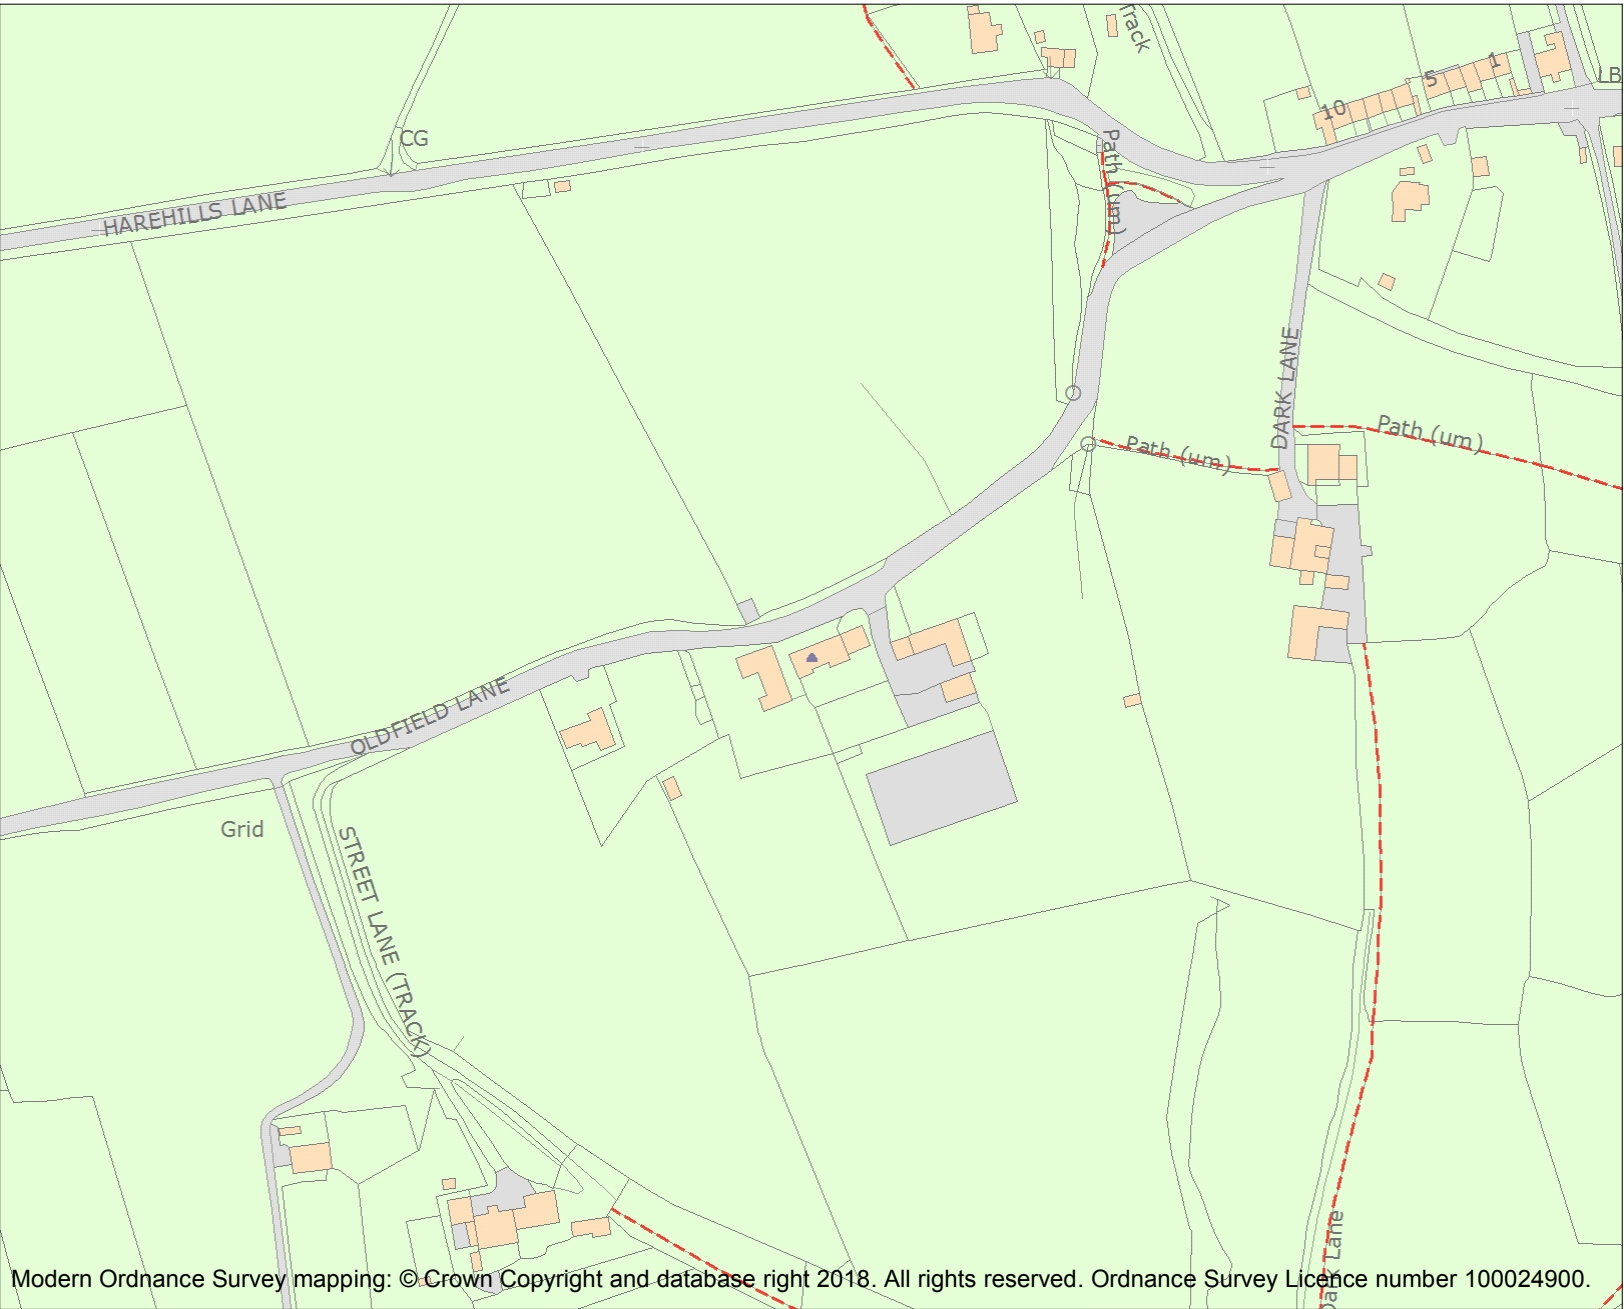 Track
LB
1
5
10
CG
Path (um)
HAREHILLS LANE
DARK LANE
Path (um)
Path (um)
OLDFIELD LANE
Grid
STREET LANE (TRACK)
Dark Lane
Modern Ordnance Survey mapping: © Crown Copyright and database right 2018. All rights reserved. Ordnance Survey Licence number 100024900.